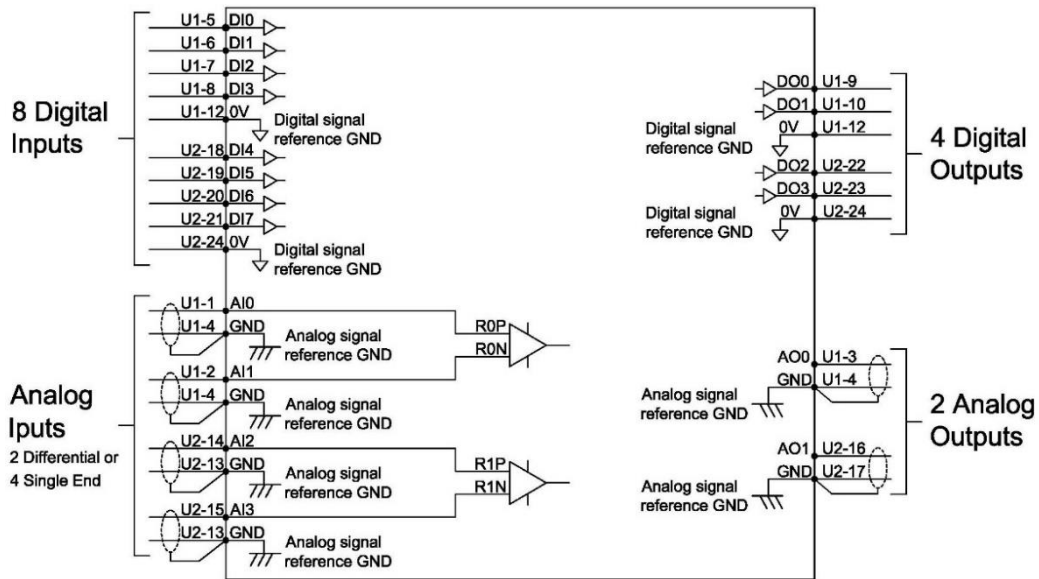 8 Digital
Inputs
U1-5 DI0
U1-6 DI1
U1-7 DI2
U1-8 DI3
U1-12 0V
Digital signal
reference GND
U2-18 DI4
U2-19 DI5
U2-20 DI6
U2-21 DI7
U2-24 0V
Digital signal
reference GND
Analog
Iputs
2 Differential or
4 Single End
U1-1 AI0
U1-4 GND
Analog signal
reference GND
U1-2 AI1
U1-4 GND
Analog signal
reference GND
R0P
R0N
U2-14 AI2
U2-13 GND
Analog signal
reference GND
U2-15 AI3
U2-13 GND
Analog signal
reference GND
R1P
R1N
DO0 U1-9
DO1 U1-10
0V U1-12
Digital signal
reference GND
DO2 U2-22
DO3 U2-23
0V U2-24
Digital signal
reference GND
4 Digital
Outputs
AO0 U1-3
GND U1-4
Analog signal
reference GND
AO1 U2-16
GND U2-17
Analog signal
reference GND
2 Analog
Outputs